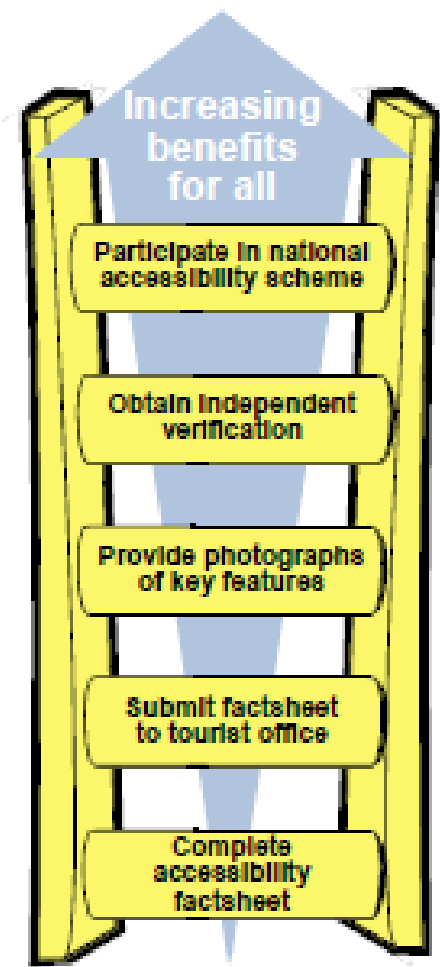 Increasing
benefits
for all
Participate in national
accessibility scheme
Obtain independent
verification
Provide photographs
of key features
Submit factsheet
to tourist office
Complete
accessibility
factsheet